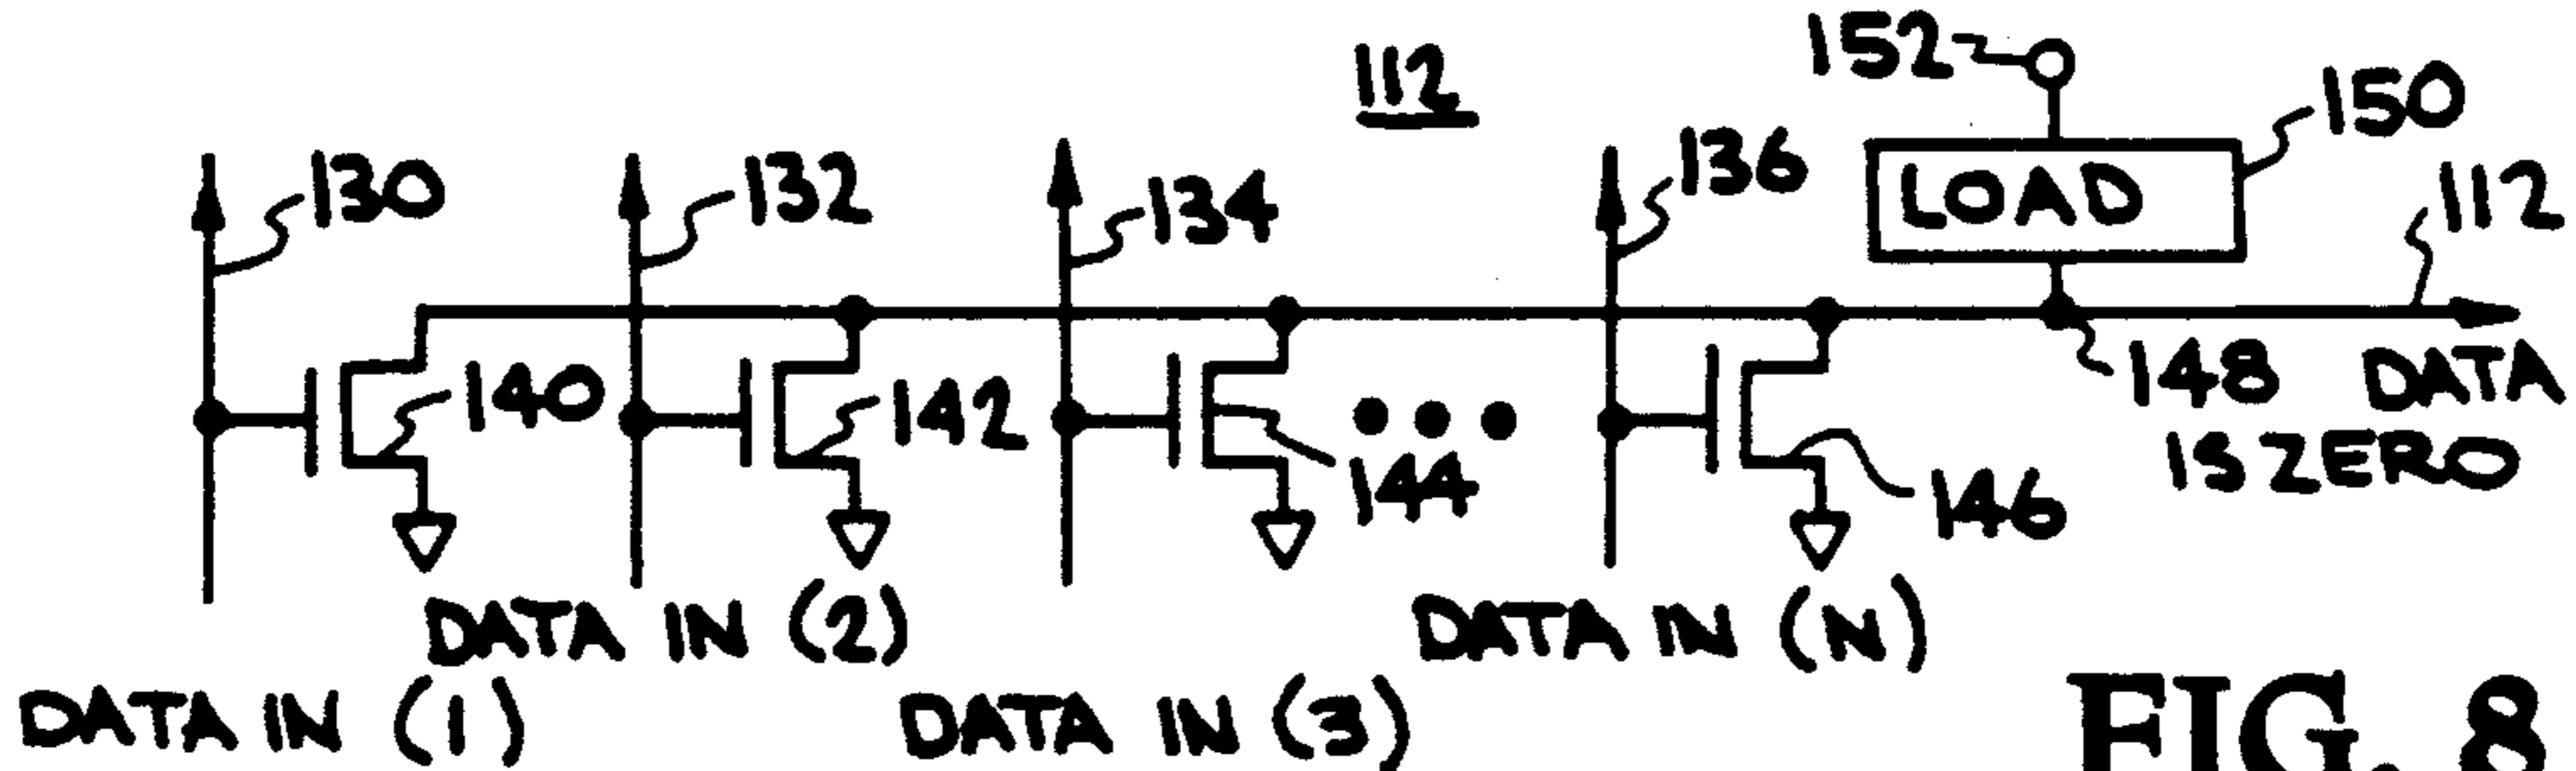 112
152
150
130
132
134
136
LOAD
112
140
142
144
146
148
DATA
IS ZERO
DATA IN (1)
DATA IN (2)
DATA IN (3)
DATA IN (N)
FIG. 8